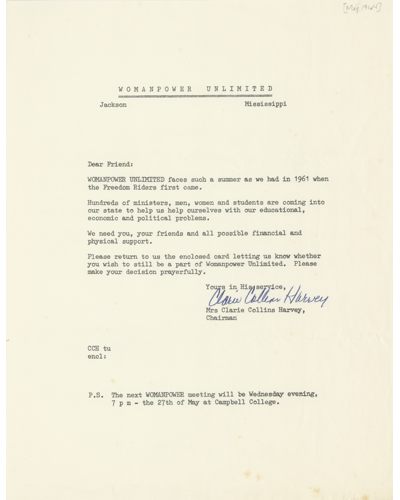 WOMANPOWER UNLIMITED
Jackson Mississippi
Dear Friend:
WOMANPOWER UNLIMITED faces such a summer as we had in 1961 when
the Freedom Riders first came.
Hundreds of ministers, men, women and students are coming into
our state to help us help ourselves with our educational,
economic and political problems.
We need you, your friends and all possible financial and
physical support.
Please return to us the enclosed card letting us know whether
you wish to still be a part of Womanpower Unlimited. Please
make your decision prayerfully.
Yours in His service,
Clarie Collins Harvey
Mrs Clarie Collins Harvey,
Chairman
CCH tu
encl:
P.S. The next WOMANPOWER meeting will be Wednesday evening,
7 p m - the 27th of May at Campbell College.